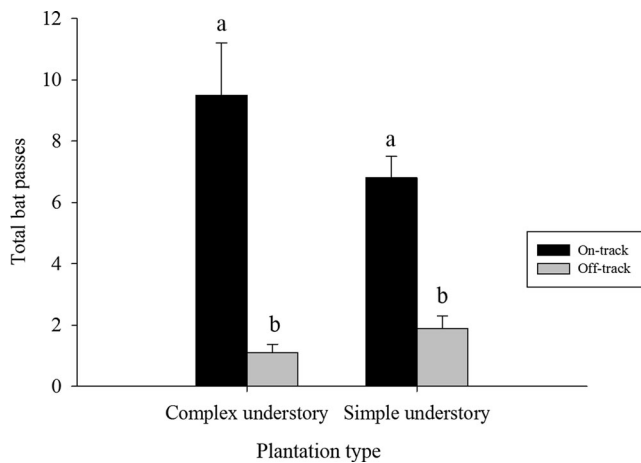 12
10
8
6
4
2
0
Total bat passes
a
b
a
b
On-track
Off-track
Complex understory
Simple understory
Plantation type